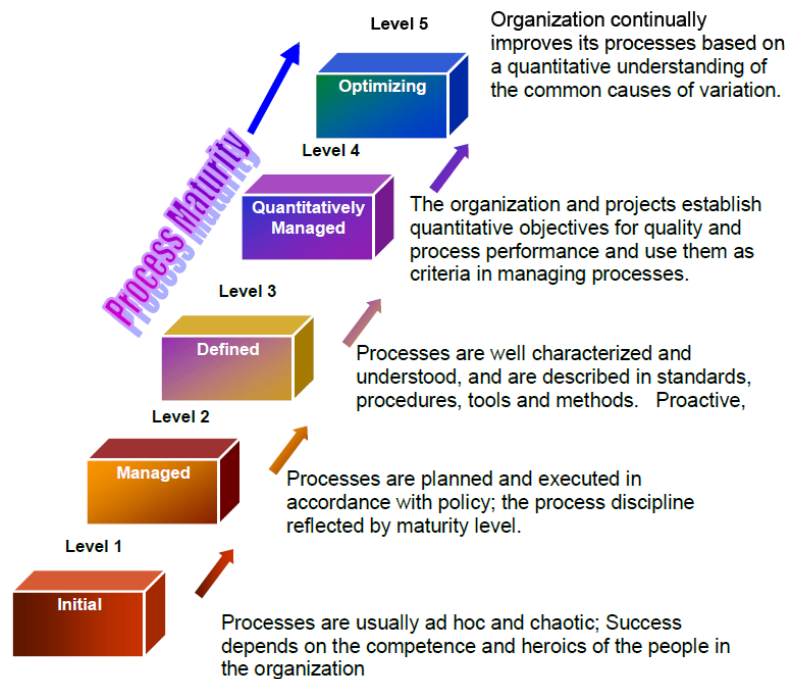 Level 5
Organization continually
improves its processes based on
a quantitative understanding of
the common causes of variation.
Optimizing
Process Maturity
Level 4
Quantitatively
Managed
The organization and projects establish
quantitative objectives for quality and
process performance and use them as
criteria in managing processes.
Level 3
Defined
Processes are well characterized and
understood, and are described in standards,
procedures, tools and methods.   Proactive,
Level 2
Managed
Processes are planned and executed in
accordance with policy; the process discipline
reflected by maturity level.
Level 1
Initial
Processes are usually ad hoc and chaotic; Success
depends on the competence and heroics of the people in
the organization